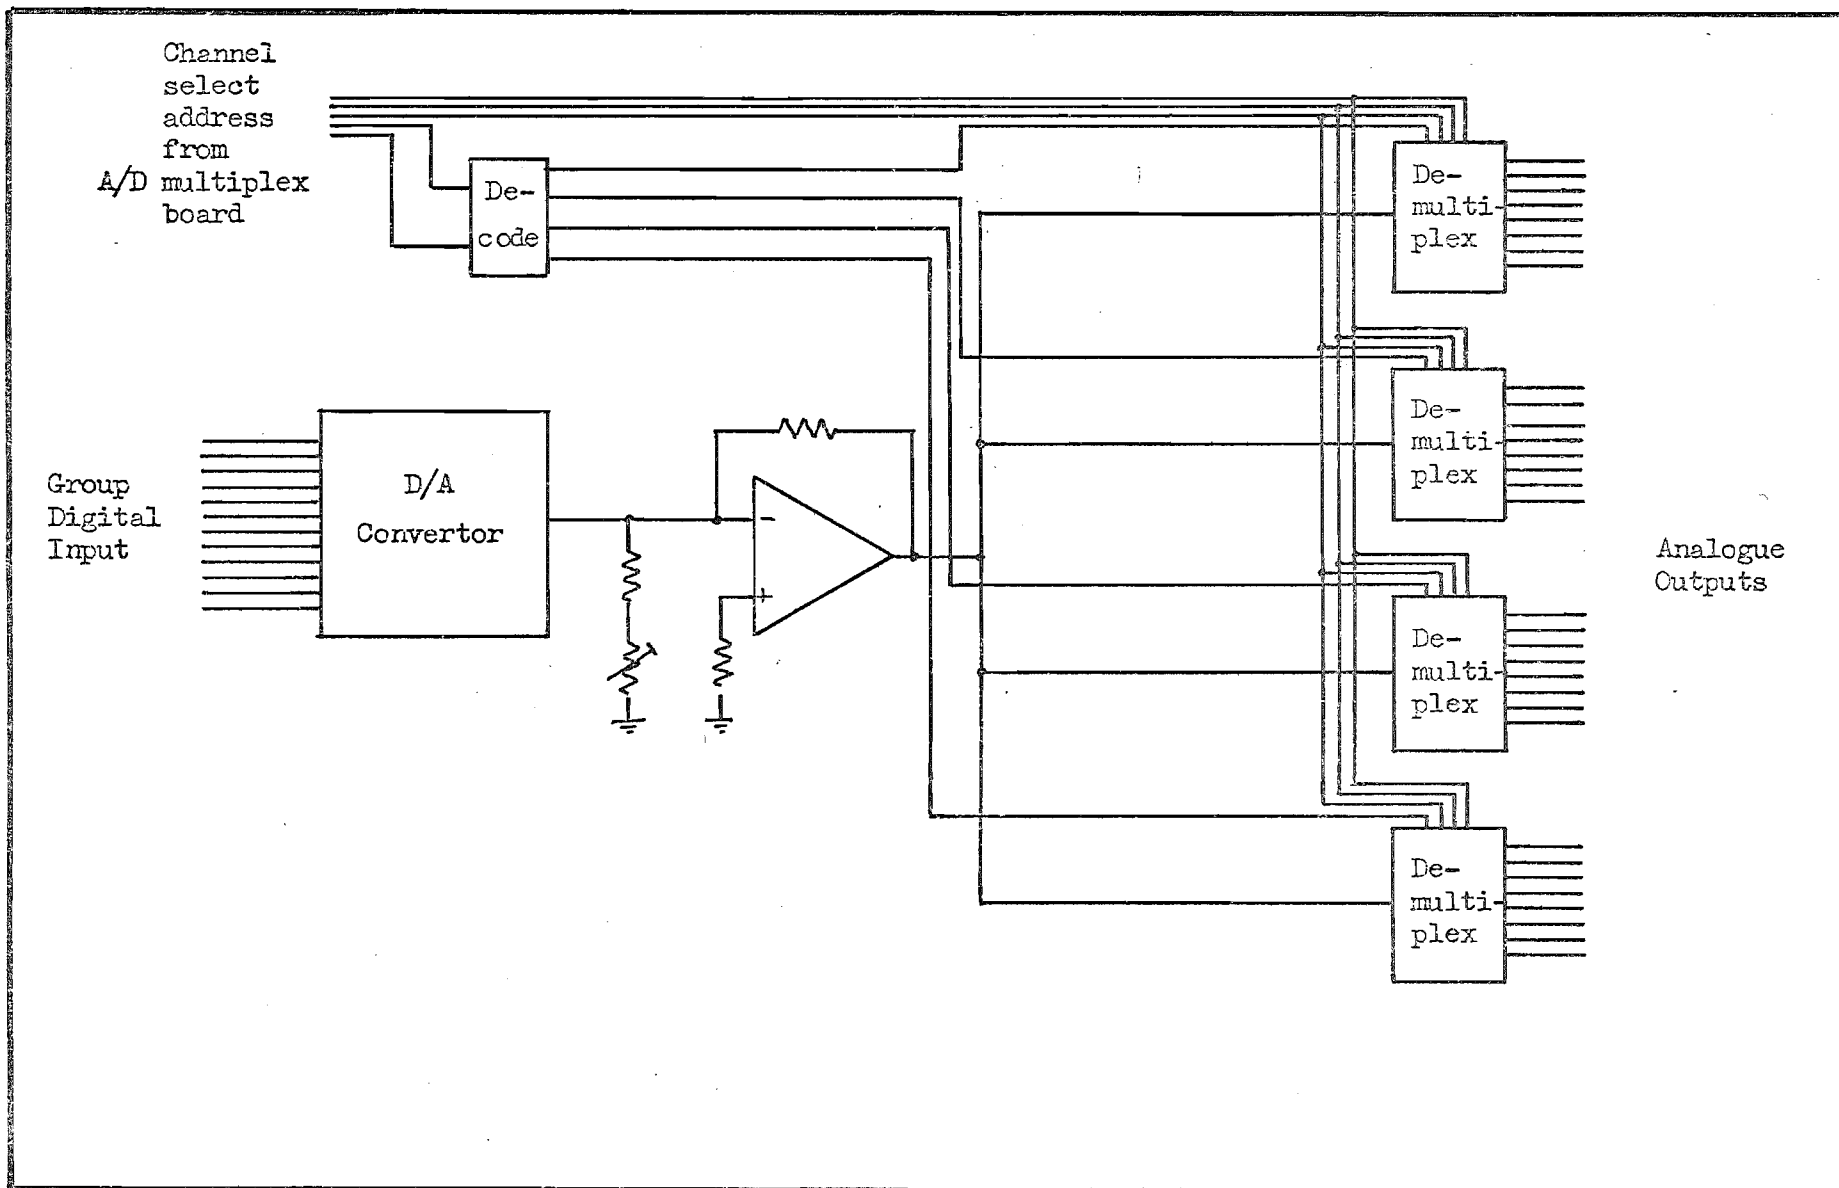 Channel
select
address
from
A/D multiplex
board
De-
code
De-
multi-
plex
De-
multi-
plex
Group
Digital
Input
D/A
Convertor
-
+
Analogue
Outputs
De-
multi-
plex
De-
multi-
plex